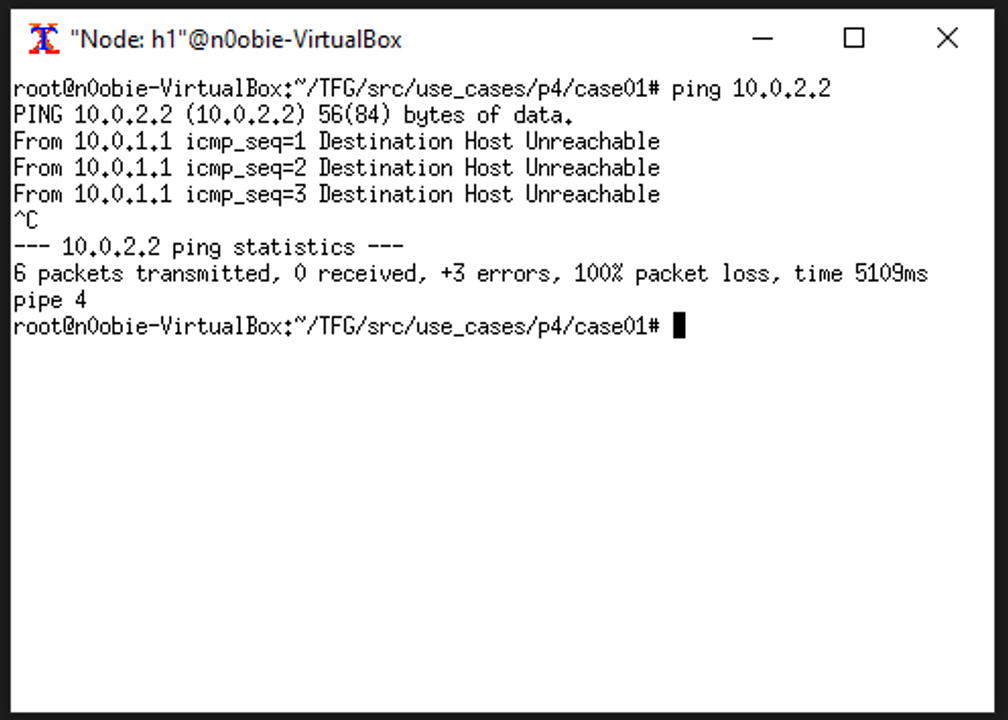 "Node: h1"@n0obie-VirtualBox
root@n0obie-VirtualBox:~/TFG/src/use_cases/p4/case01# ping 10.0.2.2
PING 10.0.2.2 (10.0.2.2) 56(84) bytes of data.
From 10.0.1.1 icmp_seq=1 Destination Host Unreachable
From 10.0.1.1 icmp_seq=2 Destination Host Unreachable
From 10.0.1.1 icmp_seq=3 Destination Host Unreachable
^C
--- 10.0.2.2 ping statistics ---
6 packets transmitted, 0 received, +3 errors, 100% packet loss, time 5109ms
pipe 4
root@n0obie-VirtualBox:~/TFG/src/use_cases/p4/case01#